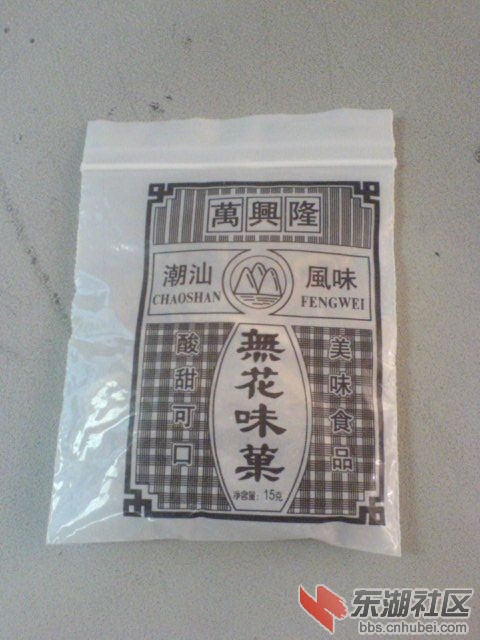 萬興隆
潮汕 風味
CHAOSHAN FENGWEI
酸甜可口
無花味菓
美味食品
净含量:15克
东湖社区
bbs.cnhubei.com